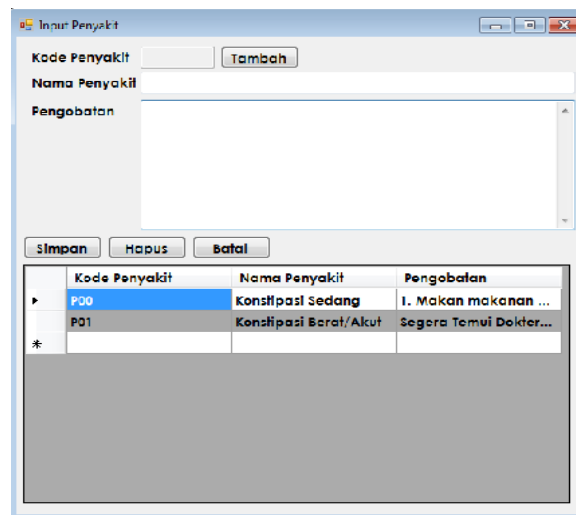 Input Penyakit
Kode Penyakit Tambah
Nama Penyakit
Pengobatan
Simpan Hapus Batal
Kode Penyakit Nama Penyakit Pengobatan
P00 Konstipasi Sedang 1. Makan makanan ...
P01 Konstipasi Berat/Akut Segera Temui Dokter...